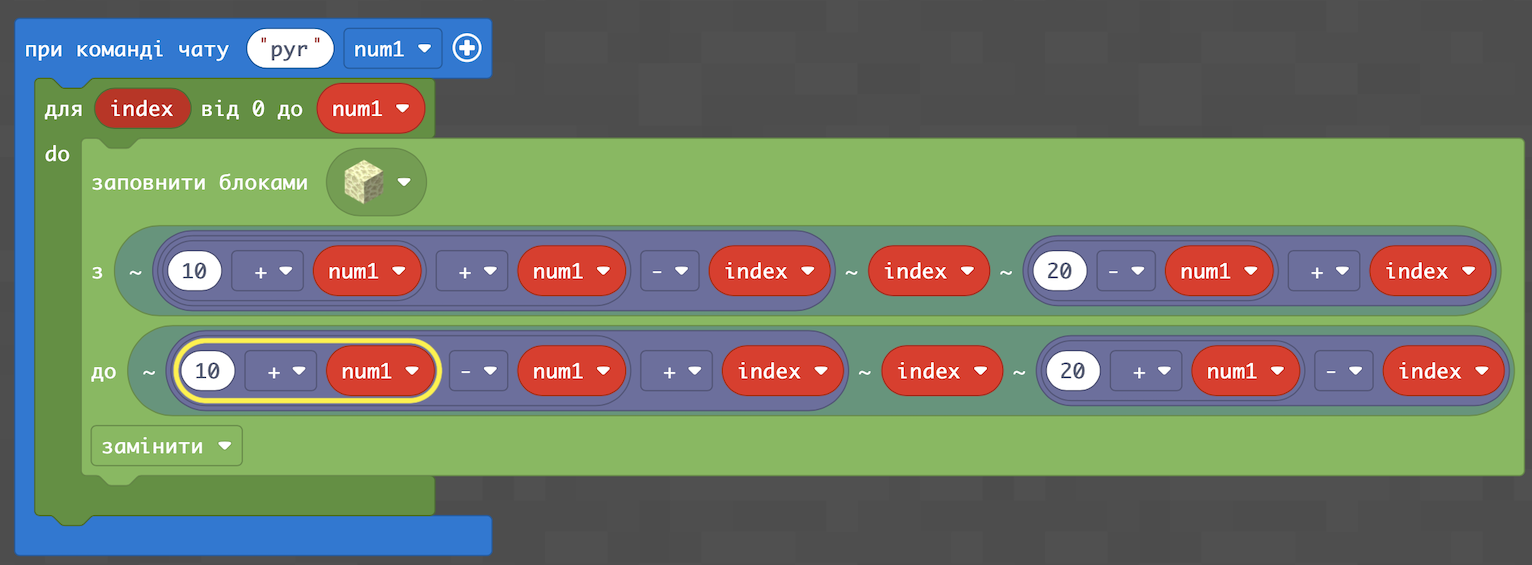 при команді чату "pyr" num1
для index від 0 до num1
do
заповнити блоками
з ~ 10 + num1 + num1 - index ~ index ~ 20 - num1 + index
до ~ 10 + num1 - num1 + index ~ index ~ 20 + num1 - index
замінити